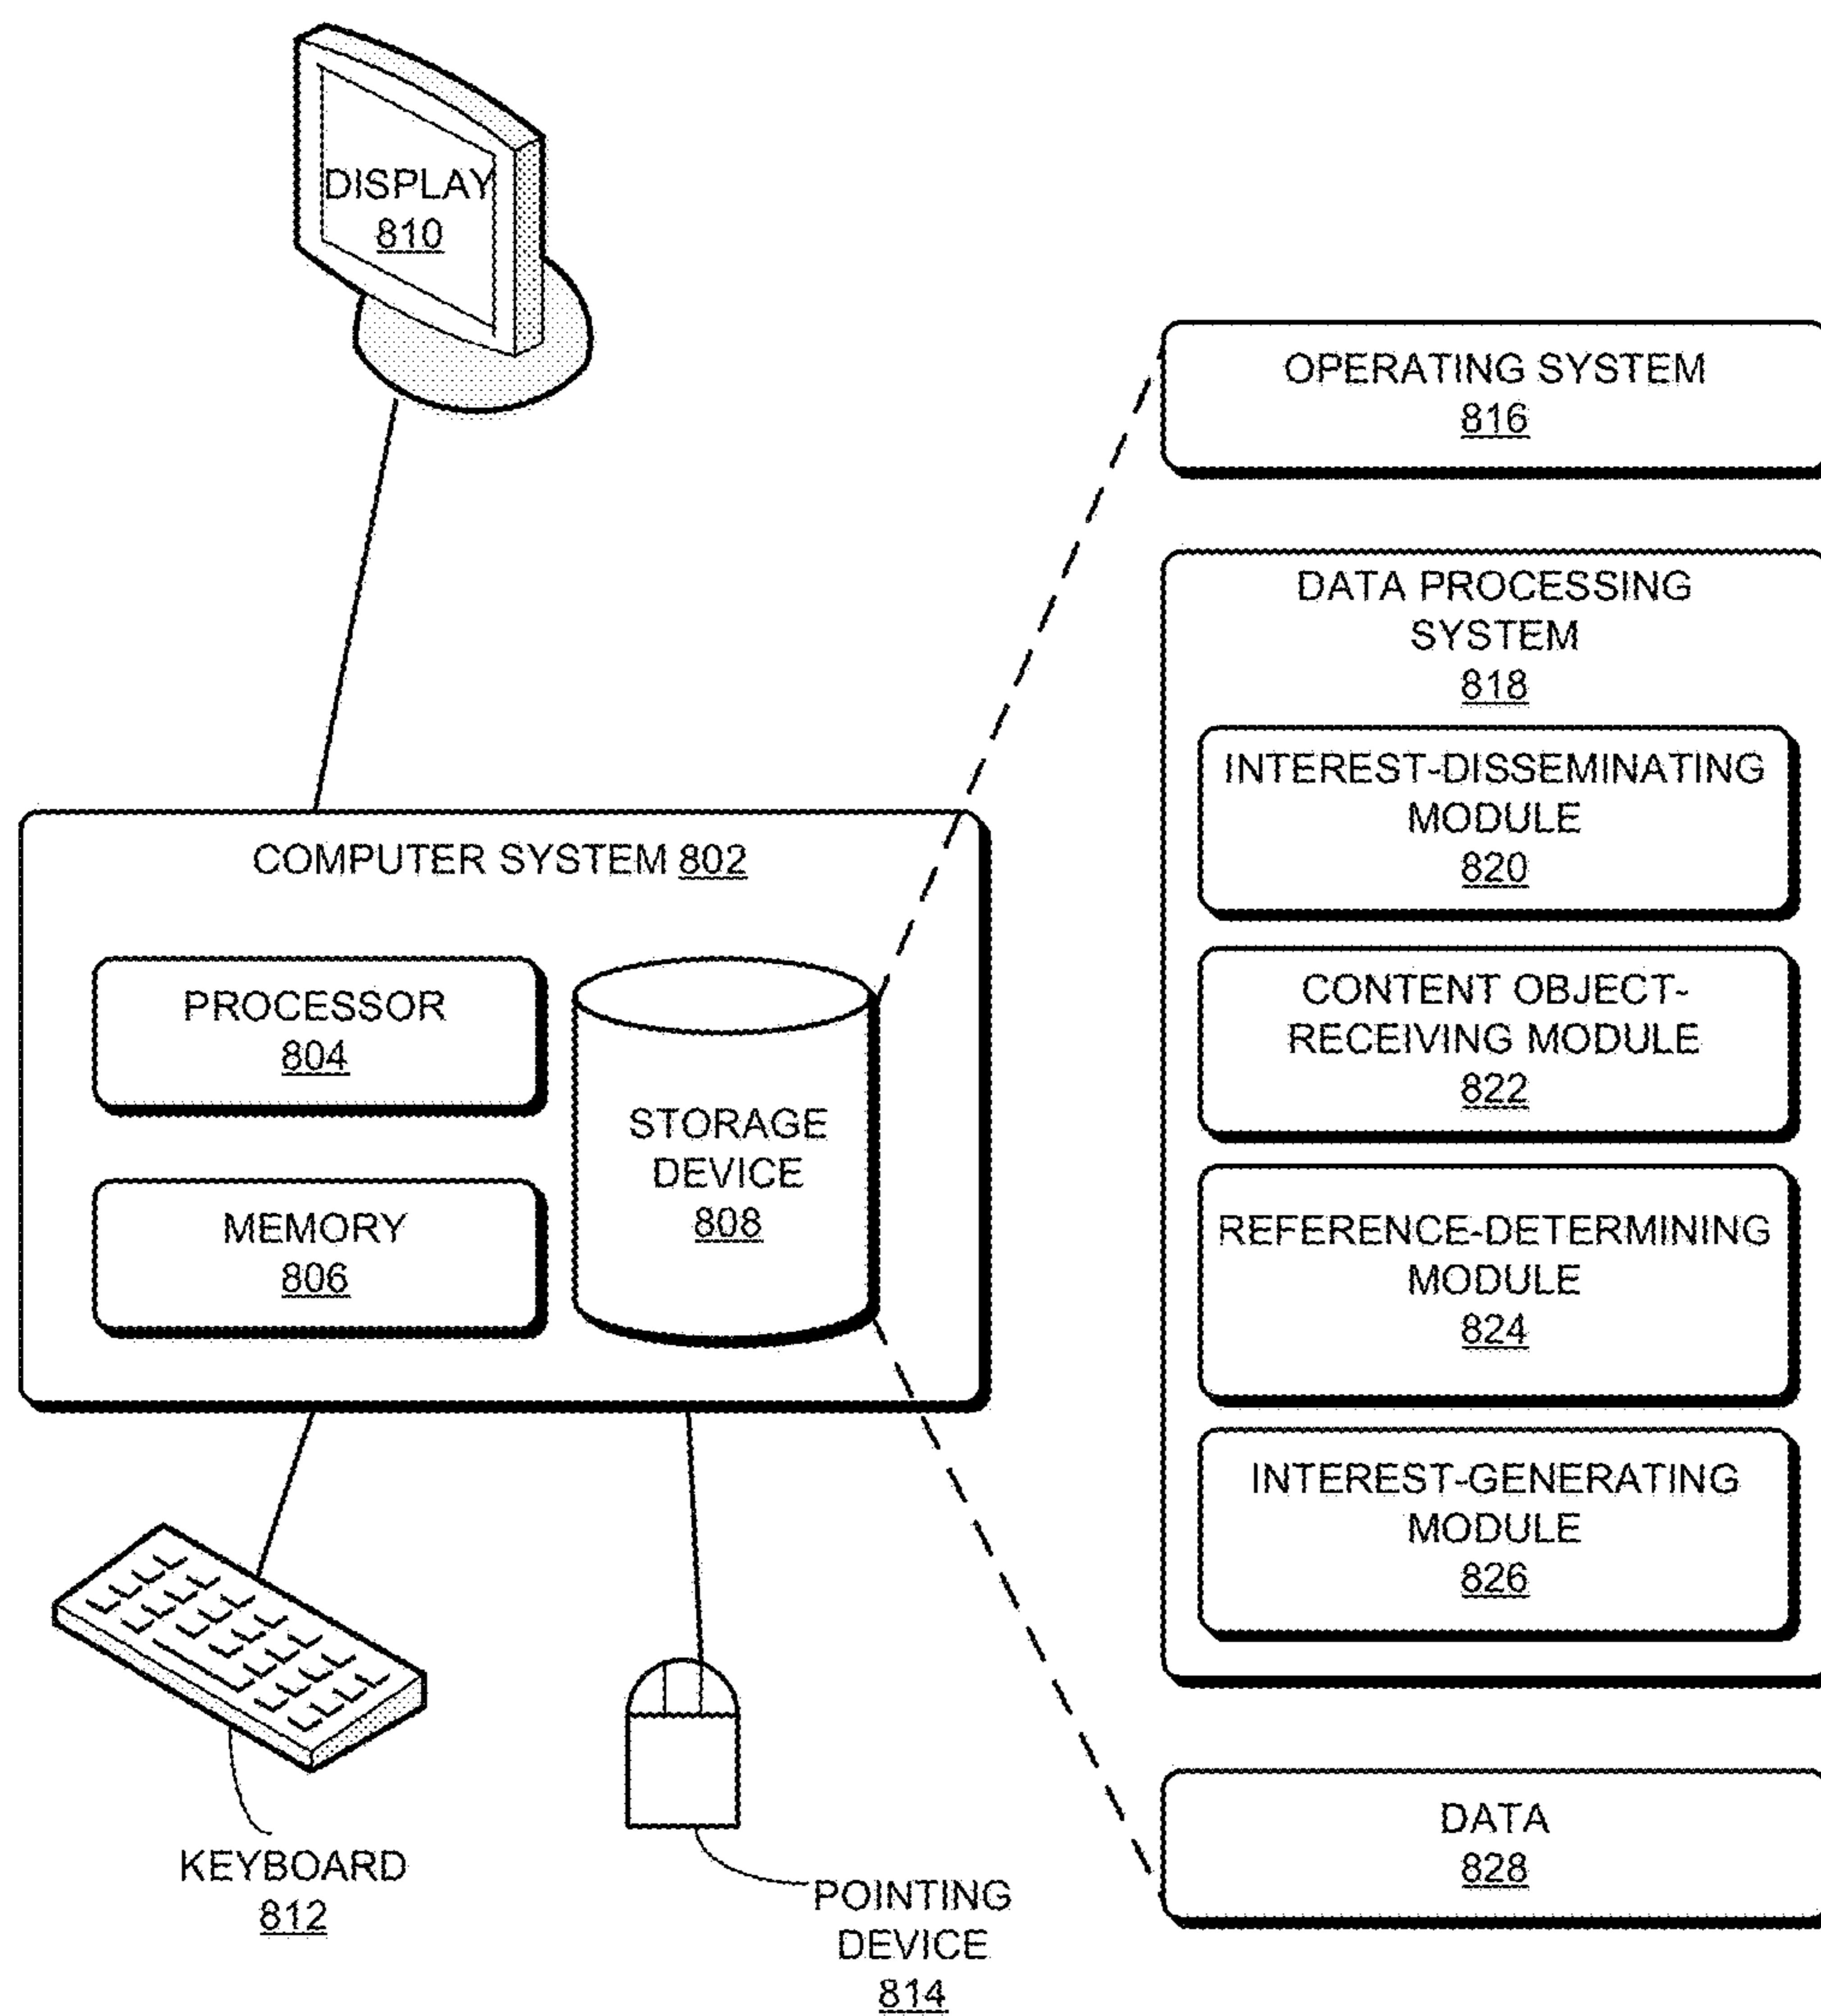 DISPLAY
810
COMPUTER SYSTEM 802
PROCESSOR
804
MEMORY
806
STORAGE
DEVICE
808
KEYBOARD
812
POINTING
DEVICE
814
OPERATING SYSTEM
816
DATA PROCESSING
SYSTEM
818
INTEREST-DISSEMINATING
MODULE
820
CONTENT OBJECT-
RECEIVING MODULE
822
REFERENCE-DETERMINING
MODULE
824
INTEREST-GENERATING
MODULE
826
DATA
828